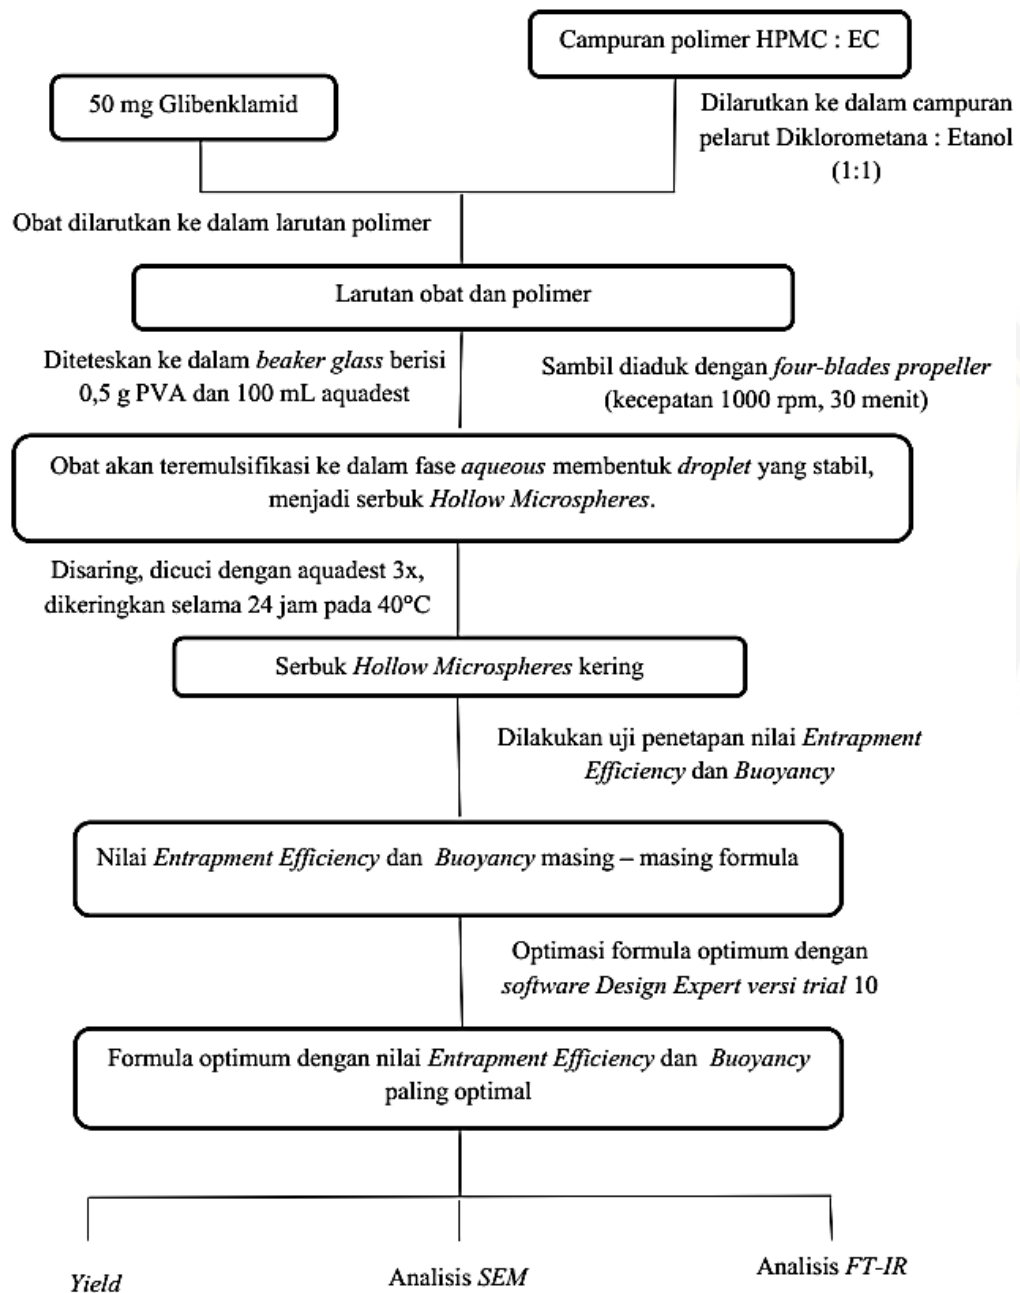 Campuran polimer HPMC : EC
50 mg Glibenklamid
Dilarutkan ke dalam campuran
pelarut Diklorometana : Etanol
(1:1)
Obat dilarutkan ke dalam larutan polimer
Larutan obat dan polimer
Diteteskan ke dalam beaker glass berisi
0,5 g PVA dan 100 mL aquadest
Sambil diaduk dengan four-blades propeller
(kecepatan 1000 rpm, 30 menit)
Obat akan teremulsifikasi ke dalam fase aqueous membentuk droplet yang stabil,
menjadi serbuk Hollow Microspheres.
Disaring, dicuci dengan aquadest 3x,
dikeringkan selama 24 jam pada 40°C
Serbuk Hollow Microspheres kering
Dilakukan uji penetapan nilai Entrapment
Efficiency dan Buoyancy
Nilai Entrapment Efficiency dan Buoyancy masing – masing formula
Optimasi formula optimum dengan
software Design Expert versi trial 10
Formula optimum dengan nilai Entrapment Efficiency dan Buoyancy
paling optimal
Yield
Analisis SEM
Analisis FT-IR